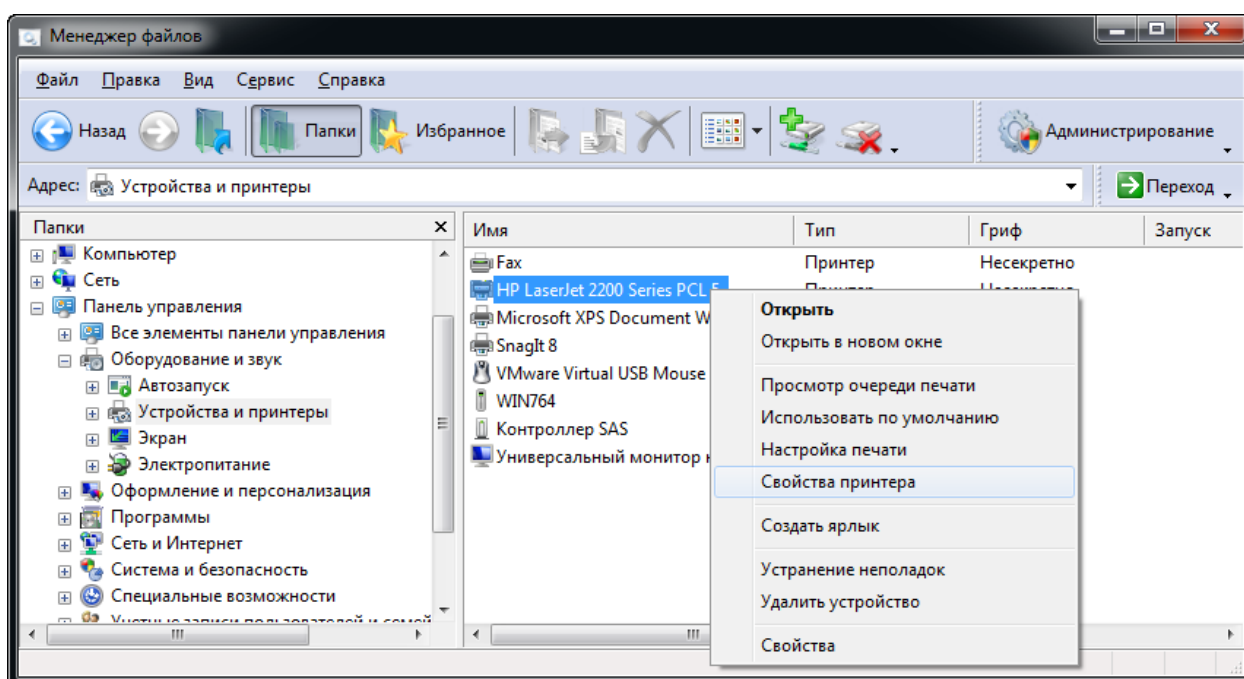 Менеджер файлов
Файл Правка Вид Сервис Справка
Назад Папки Избранное Администрирование
Адрес: Устройства и принтеры Переход
Папки
Компьютер
Сеть
Панель управления
Все элементы панели управления
Оборудование и звук
Автозапуск
Устройства и принтеры
Экран
Электропитание
Оформление и персонализация
Программы
Сеть и Интернет
Система и безопасность
Специальные возможности
Имя Тип Гриф Запуск
Fax Принтер Несекретно
HP LaserJet 2200 Series PCL
Microsoft XPS Document W
SnagIt 8
VMware Virtual USB Mouse
WIN764
Контроллер SAS
Универсальный монитор
Открыть
Открыть в новом окне
Просмотр очереди печати
Использовать по умолчанию
Настройка печати
Свойства принтера
Создать ярлык
Устранение неполадок
Удалить устройство
Свойства